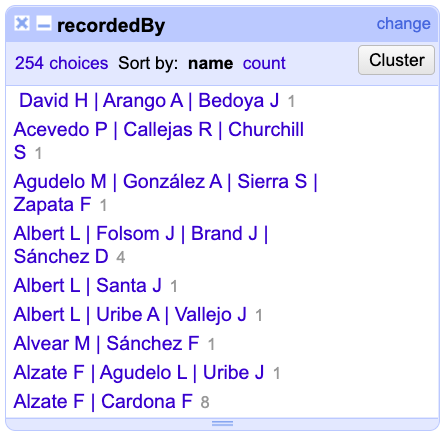 recordedBy change
254 choices Sort by: name count Cluster
David H | Arango A | Bedoya J 1
Acevedo P | Callejas R | Churchill
S 1
Agudelo M | González A | Sierra S |
Zapata F 1
Albert L | Folsom J | Brand J |
Sánchez D 4
Albert L | Santa J 1
Albert L | Uribe A | Vallejo J 1
Alvear M | Sánchez F 1
Alzate F | Agudelo L | Uribe J 1
Alzate F | Cardona F 8